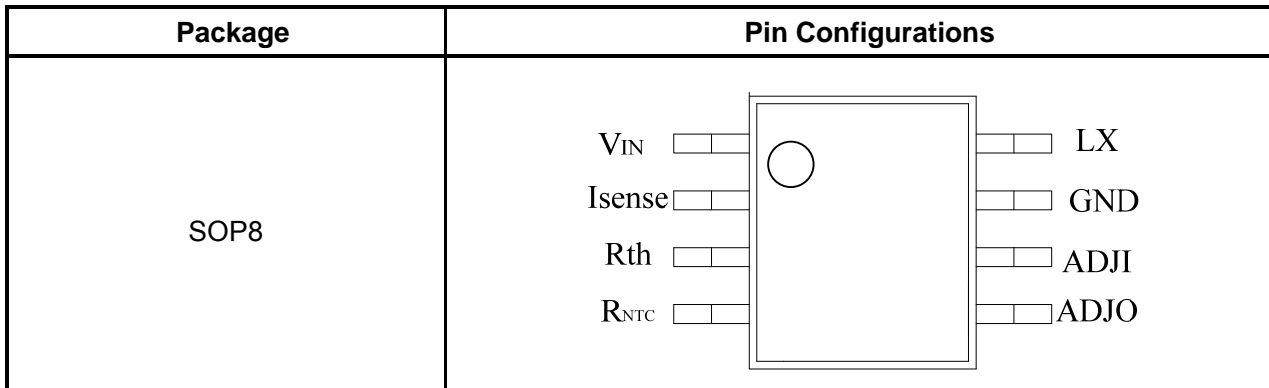 Package Pin Configurations
VIN LX
Isense GND
SOP8
Rth ADJI
RNTC ADJO